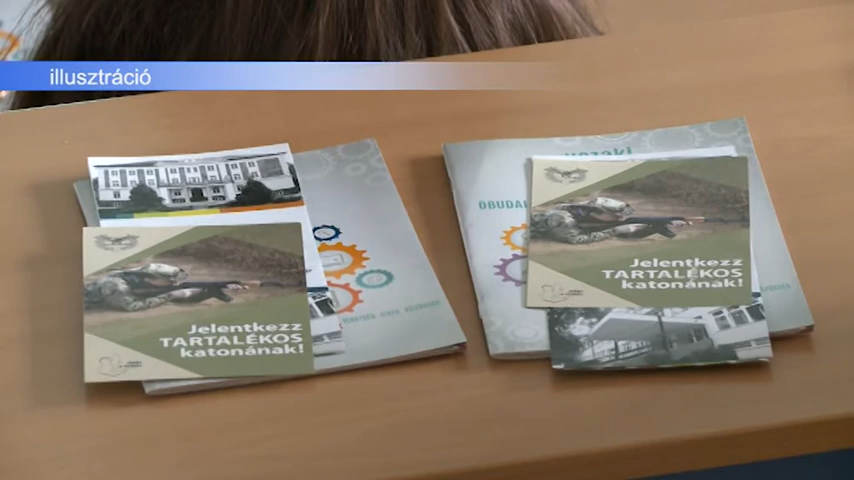 illusztráció
Jelentkezz
TARTALÉKOS
katonának!
ÓBUDAI
Jelentkezz
TARTALÉKOS
katonának!